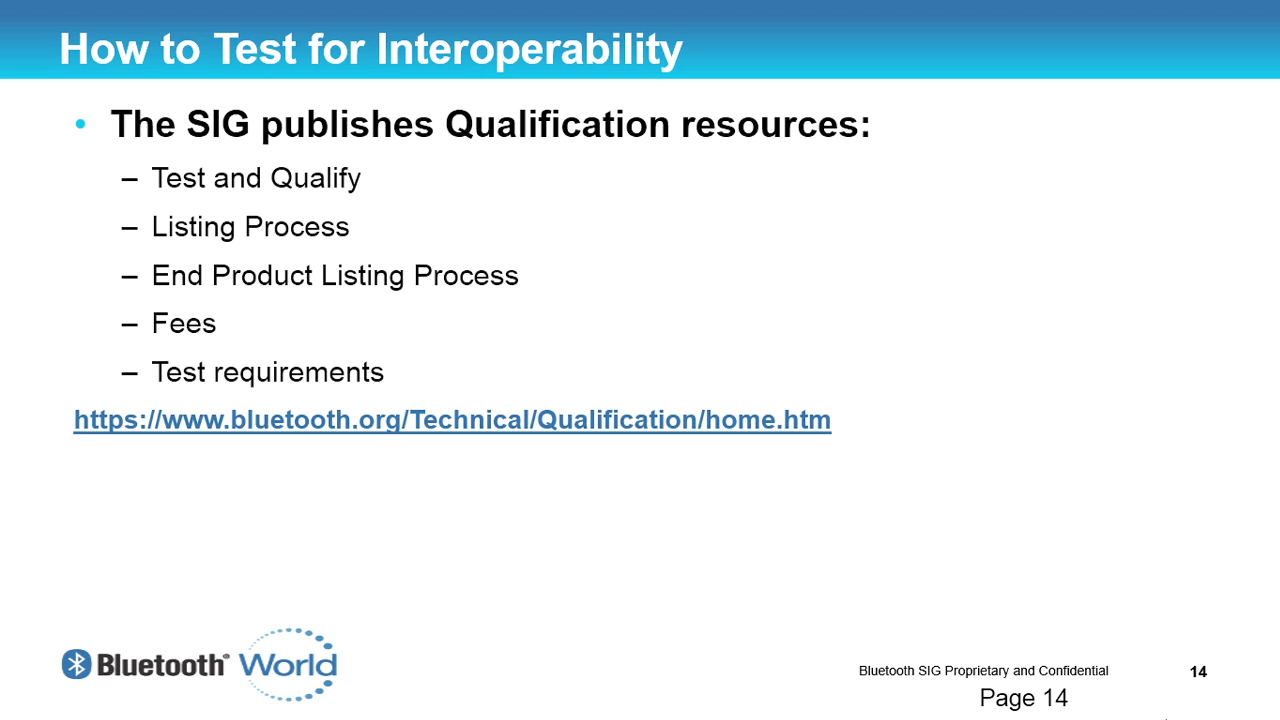 How to Test for Interoperability
• The SIG publishes Qualification resources:
– Test and Qualify
– Listing Process
– End Product Listing Process
– Fees
– Test requirements
https://www.bluetooth.org/Technical/Qualification/home.htm
Bluetooth® World
Bluetooth SIG Proprietary and Confidential
14
Page 14